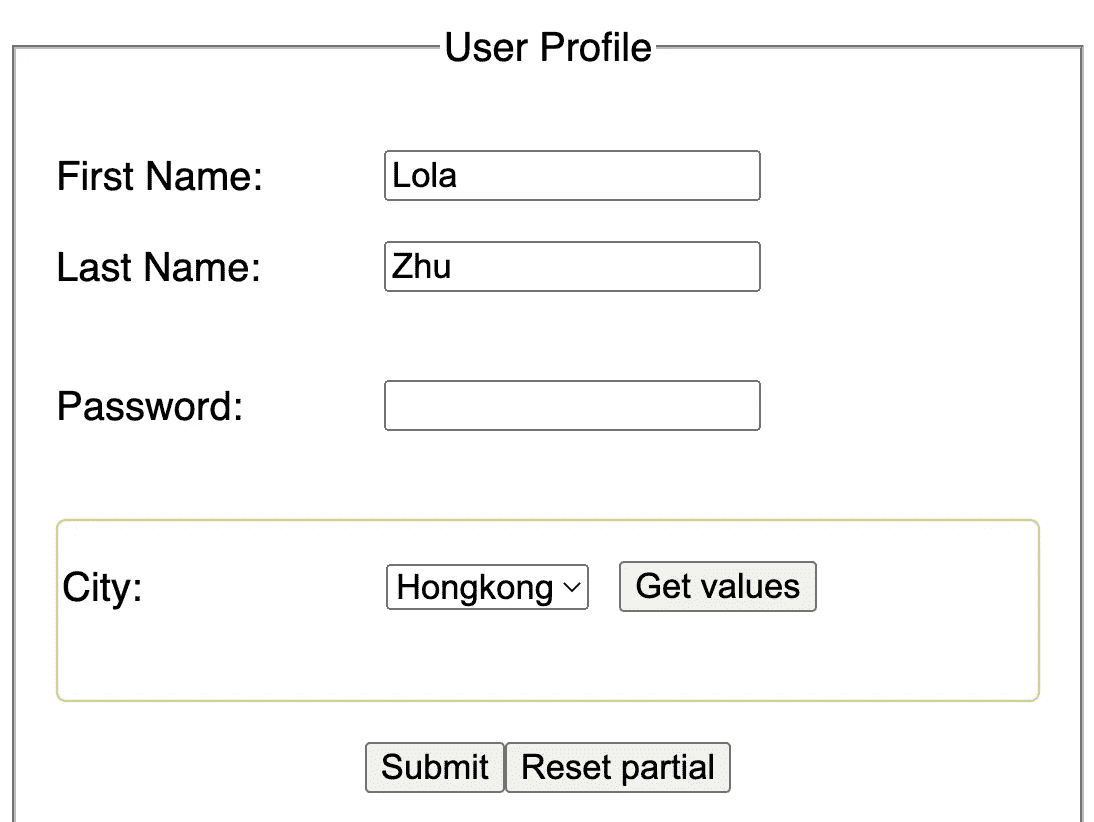 User Profile
First Name: Lola
Last Name: Zhu
Password:
City: Hongkong Get values
Submit Reset partial